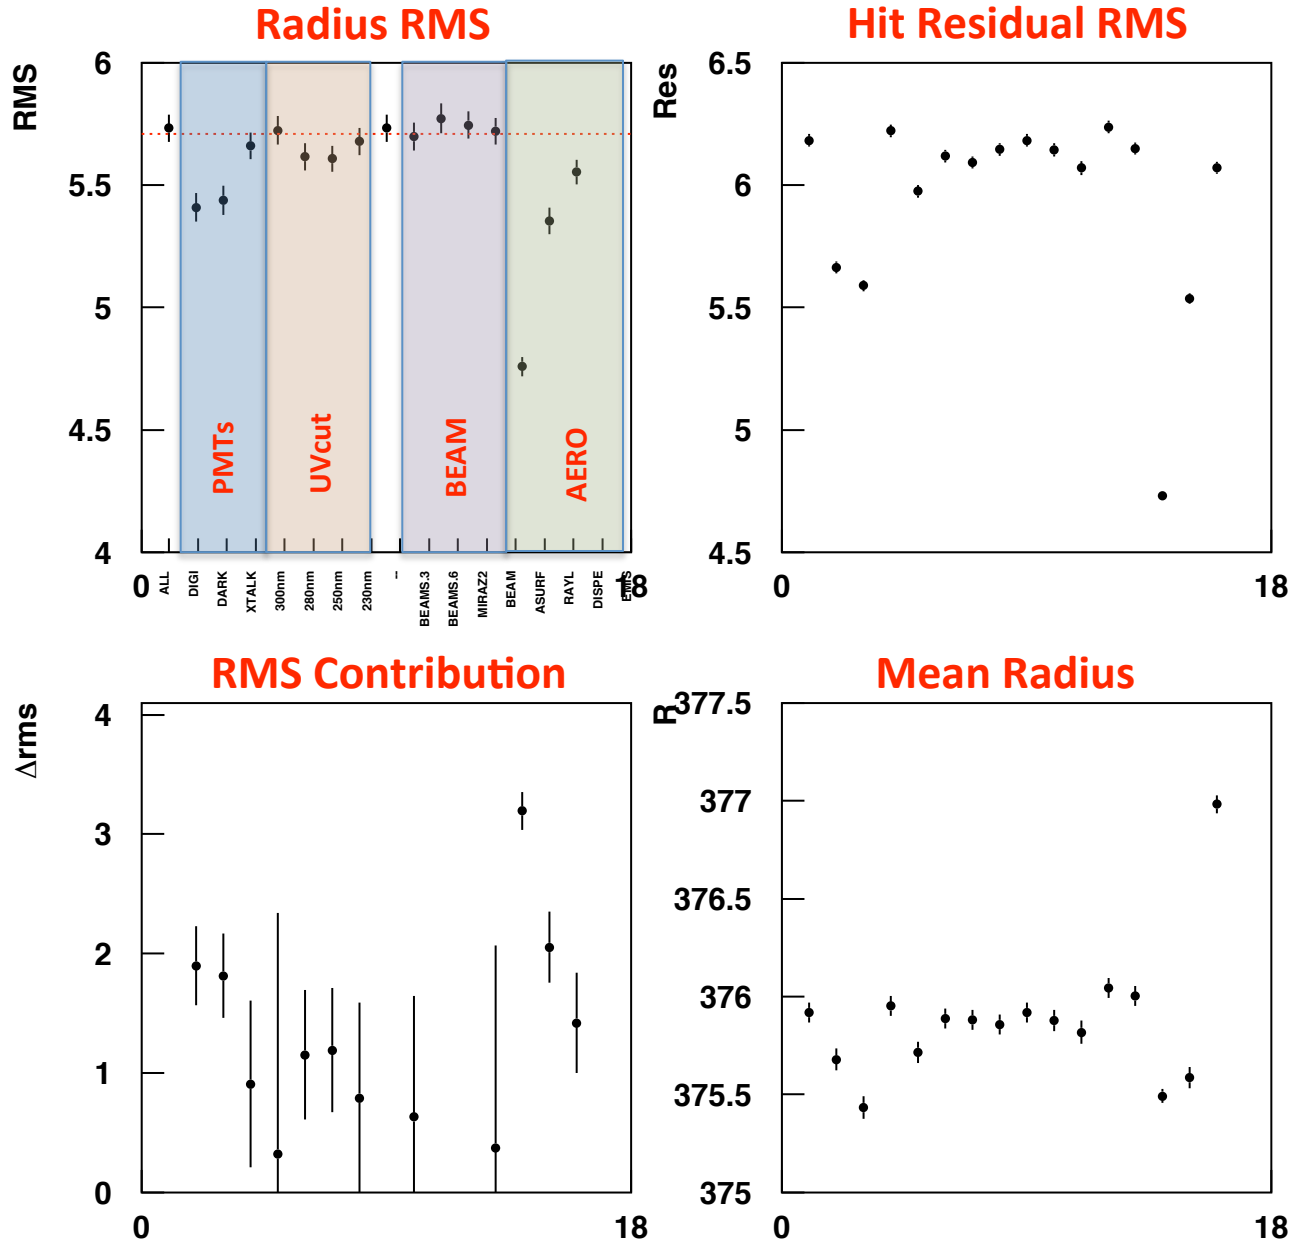 Radius RMS
RMS
6
5.5
5
4.5
4
PMTs
UVcut
BEAM
AERO
0
18
ALL
DIGI
DARK
XTALK
300nm
280nm
250nm
230nm
--
BEAMS.3
BEAMS.6
MIRAZ2
BEAM
ASURF
RAYL
DISPE
Hit Residual RMS
Res
6.5
6
5.5
5
4.5
0
18
RMS Contribution
Δrms
4
3
2
1
0
0
18
Mean Radius
R
377.5
377
376.5
376
375.5
375
0
18